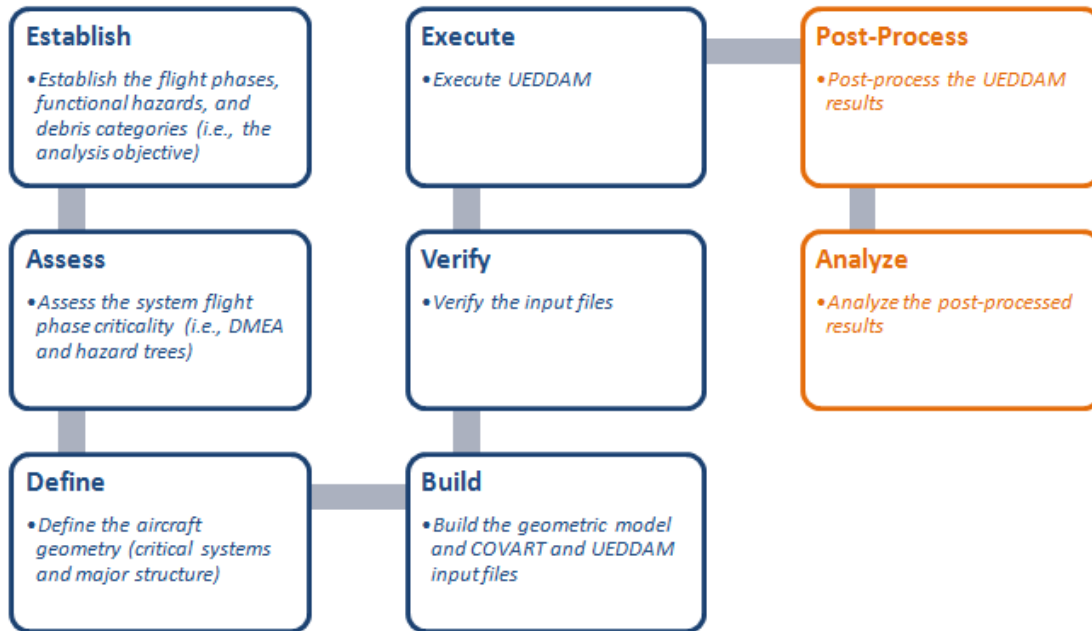 Establish
•Establish the flight phases,
functional hazards, and
debris categories (i.e., the
analysis objective)
Assess
•Assess the system flight
phase criticality (i.e., DMEA
and hazard trees)
Define
•Define the aircraft
geometry (critical systems
and major structure)
Build
•Build the geometric model
and COVART and UEDDAM
input files
Verify
•Verify the input files
Execute
•Execute UEDDAM
Post-Process
•Post-process the UEDDAM
results
Analyze
•Analyze the post-processed
results